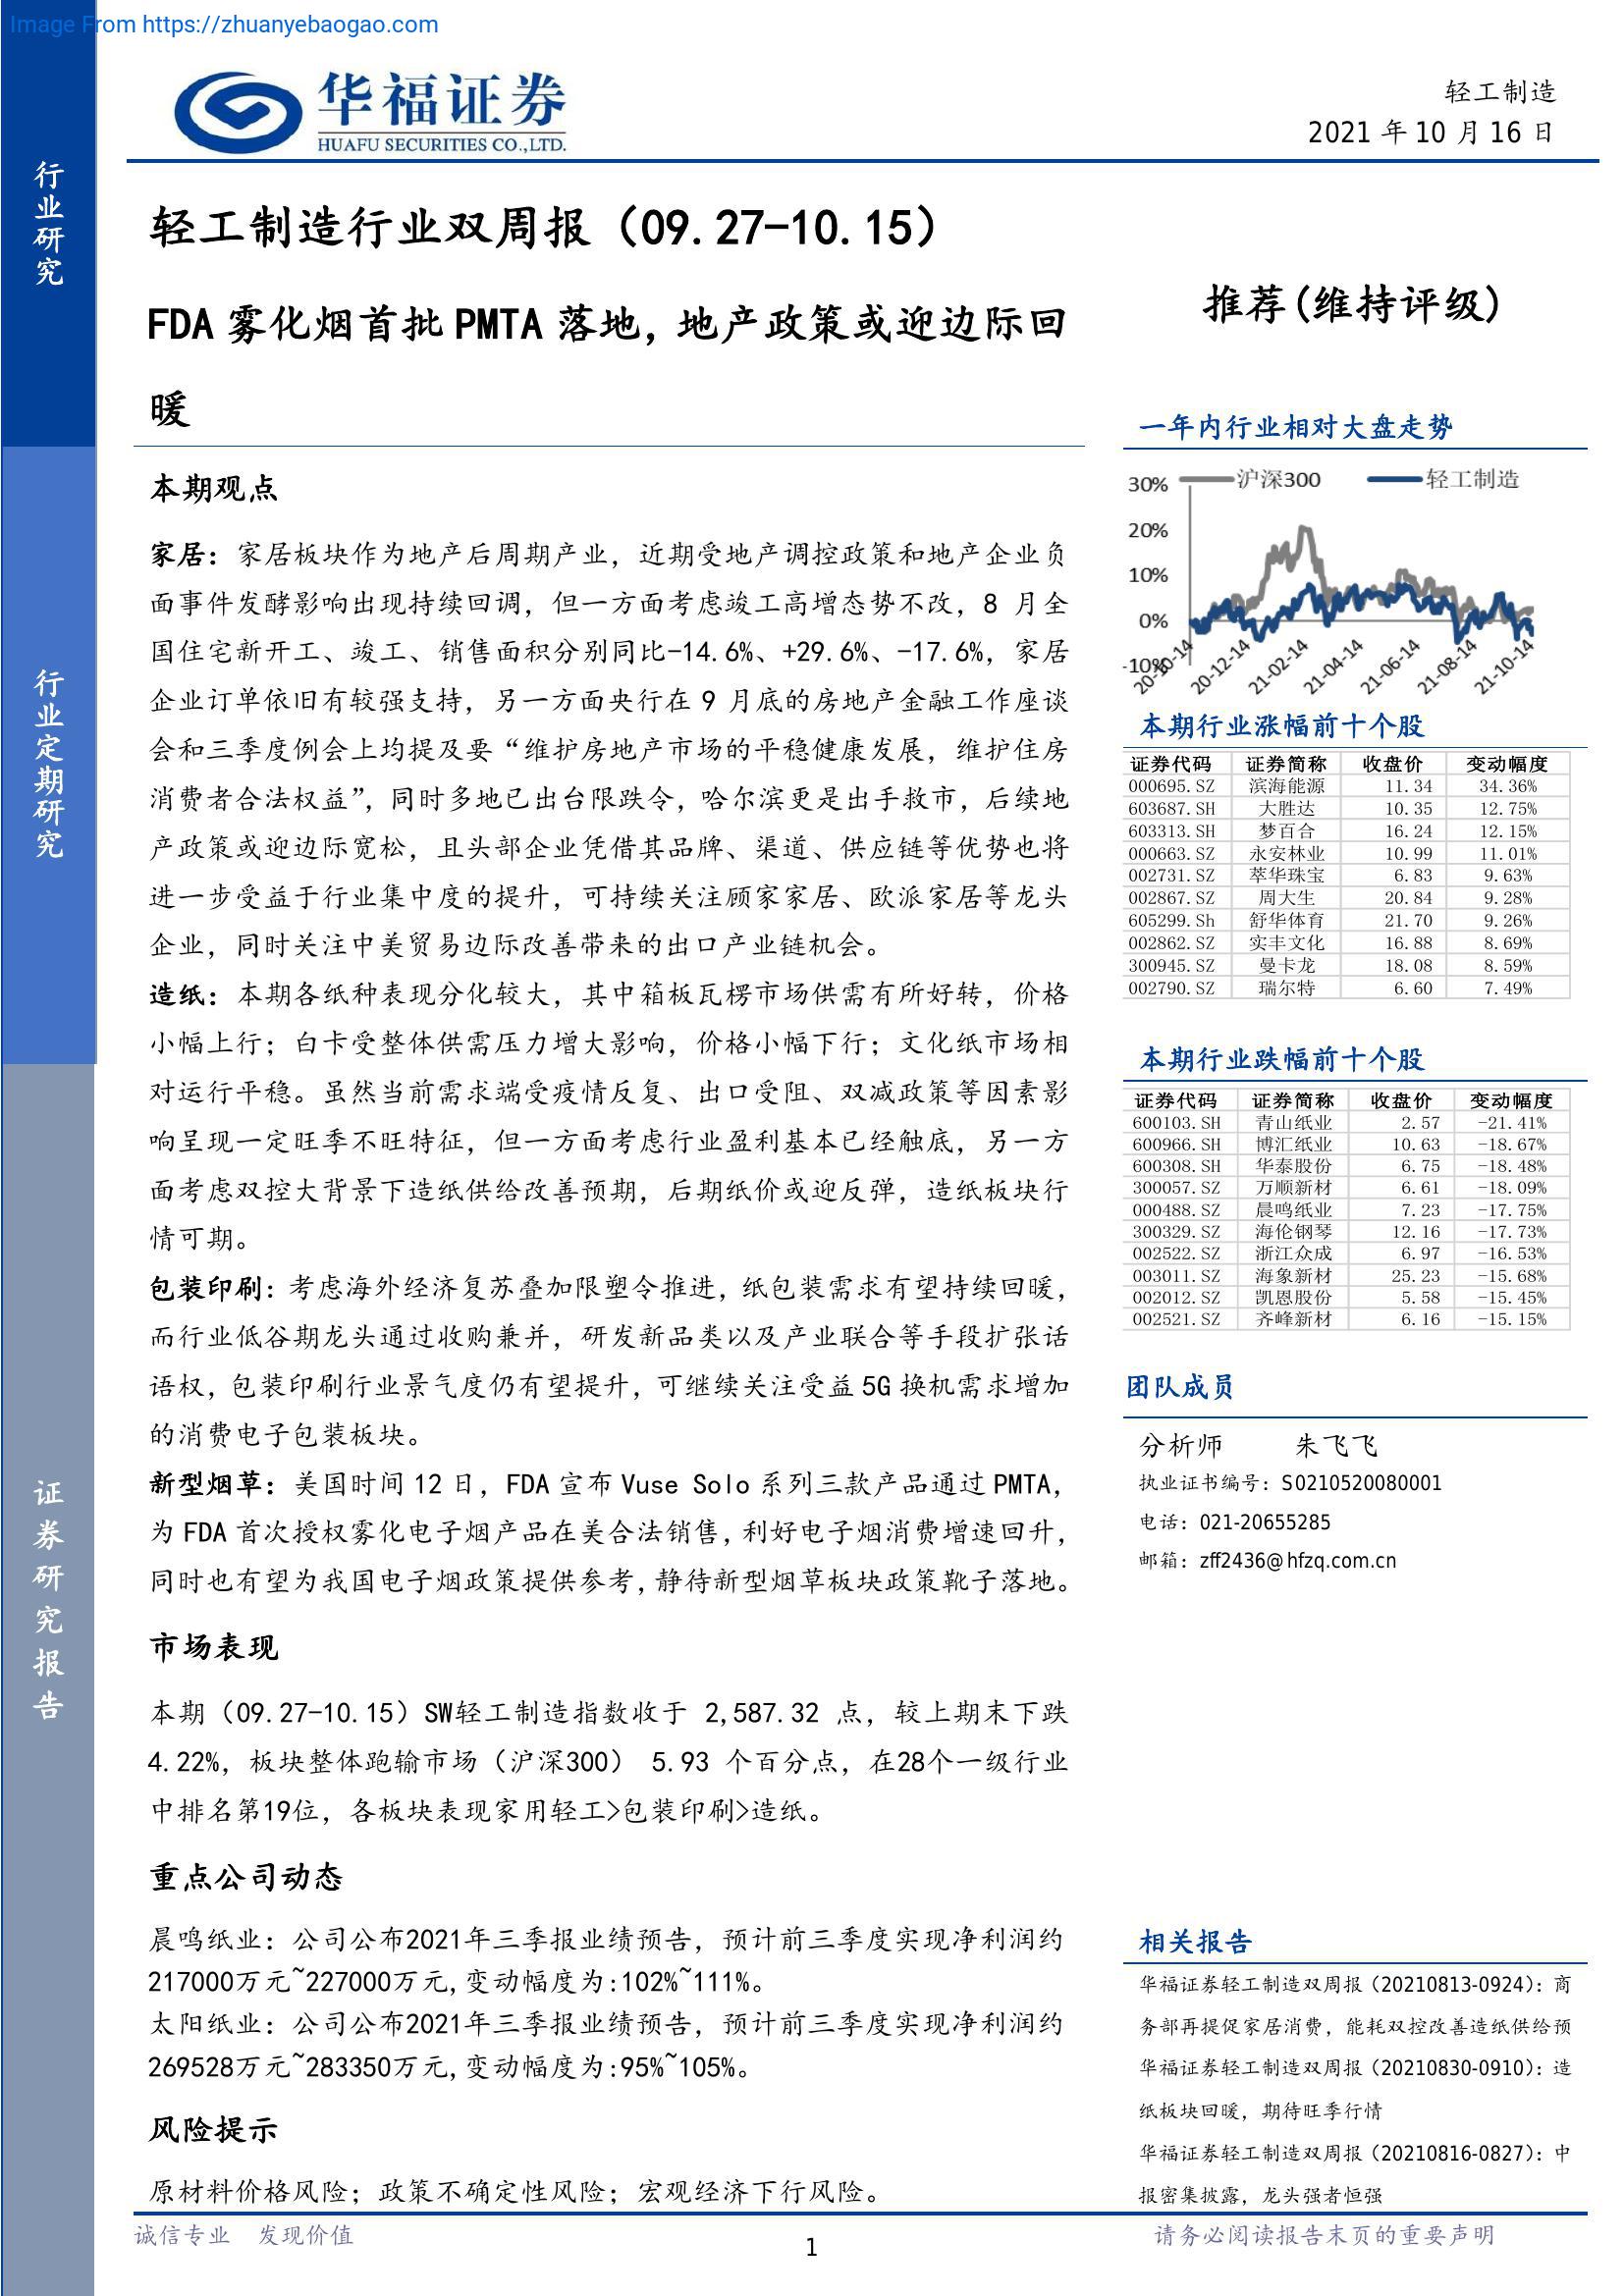 Image From https://zhuanyebaogao.com
行业研究
行业定期研究
证券研究报告
华福证券
HUAFU SECURITIES CO.,LTD.
轻工制造
2021 年 10 月 16 日
轻工制造行业双周报（09.27-10.15）
FDA 雾化烟首批 PMTA 落地，地产政策或迎边际回
暖
推荐(维持评级)
本期观点
家居：家居板块作为地产后周期产业，近期受地产调控政策和地产企业负
面事件发酵影响出现持续回调，但一方面考虑竣工高增态势不改，8 月全
国住宅新开工、竣工、销售面积分别同比-14.6%、+29.6%、-17.6%，家居
企业订单依旧有较强支持，另一方面央行在 9 月底的房地产金融工作座谈
会和三季度例会上均提及要“维护房地产市场的平稳健康发展，维护住房
消费者合法权益”，同时多地已出台限跌令，哈尔滨更是出手救市，后续地
产政策或迎边际宽松，且头部企业凭借其品牌、渠道、供应链等优势也将
进一步受益于行业集中度的提升，可持续关注顾家家居、欧派家居等龙头
企业，同时关注中美贸易边际改善带来的出口产业链机会。
造纸：本期各纸种表现分化较大，其中箱板瓦楞市场供需有所好转，价格
小幅上行；白卡受整体供需压力增大影响，价格小幅下行；文化纸市场相
对运行平稳。虽然当前需求端受疫情反复、出口受阻、双减政策等因素影
响呈现一定旺季不旺特征，但一方面考虑行业盈利基本已经触底，另一方
面考虑双控大背景下造纸供给改善预期，后期纸价或迎反弹，造纸板块行
情可期。
包装印刷：考虑海外经济复苏叠加限塑令推进，纸包装需求有望持续回暖，
而行业低谷期龙头通过收购兼并，研发新品类以及产业联合等手段扩张话
语权，包装印刷行业景气度仍有望提升，可继续关注受益 5G 换机需求增加
的消费电子包装板块。
新型烟草：美国时间 12 日，FDA 宣布 Vuse Solo 系列三款产品通过 PMTA，
为 FDA 首次授权雾化电子烟产品在美合法销售，利好电子烟消费增速回升，
同时也有望为我国电子烟政策提供参考，静待新型烟草板块政策靴子落地。
市场表现
本期（09.27-10.15）SW轻工制造指数收于 2,587.32 点，较上期末下跌
4.22%，板块整体跑输市场（沪深300） 5.93 个百分点，在28个一级行业
中排名第19位，各板块表现家用轻工>包装印刷>造纸。
重点公司动态
晨鸣纸业：公司公布2021年三季报业绩预告，预计前三季度实现净利润约
217000万元~227000万元,变动幅度为:102%~111%。
太阳纸业：公司公布2021年三季报业绩预告，预计前三季度实现净利润约
269528万元~283350万元,变动幅度为:95%~105%。
风险提示
原材料价格风险；政策不确定性风险；宏观经济下行风险。
一年内行业相对大盘走势
沪深300 轻工制造
30%
20%
10%
0%
-10%
20-10-14 20-12-14 21-02-14 21-04-14 21-06-14 21-08-14 21-10-14
本期行业涨幅前十个股
证券代码 证券简称 收盘价 变动幅度
000695.SZ 滨海能源 11.34 34.36%
603687.SH 大胜达 10.35 12.75%
603313.SH 梦百合 16.24 12.15%
000663.SZ 永安林业 10.99 11.01%
002731.SZ 萃华珠宝 6.83 9.63%
002867.SZ 周大生 20.84 9.28%
605299.Sh 舒华体育 21.70 9.26%
002862.SZ 实丰文化 16.88 8.69%
300945.SZ 曼卡龙 18.08 8.59%
002790.SZ 瑞尔特 6.60 7.49%
本期行业跌幅前十个股
证券代码 证券简称 收盘价 变动幅度
600103.SH 青山纸业 2.57 -21.41%
600966.SH 博汇纸业 10.63 -18.67%
600308.SH 华泰股份 6.75 -18.48%
300057.SZ 万顺新材 6.61 -18.09%
000488.SZ 晨鸣纸业 7.23 -17.75%
300329.SZ 海伦钢琴 12.16 -17.73%
002522.SZ 浙江众成 6.97 -16.53%
003011.SZ 海象新材 25.23 -15.68%
002012.SZ 凯恩股份 5.58 -15.45%
002521.SZ 齐峰新材 6.16 -15.15%
团队成员
分析师 朱飞飞
执业证书编号：S0210520080001
电话：021-20655285
邮箱：zff2436@hfzq.com.cn
相关报告
华福证券轻工制造双周报（20210813-0924）：商
务部再提促家居消费，能耗双控改善造纸供给预
华福证券轻工制造双周报（20210830-0910）：造
纸板块回暖，期待旺季行情
华福证券轻工制造双周报（20210816-0827）：中
报密集披露，龙头强者恒强
诚信专业 发现价值
1
请务必阅读报告末页的重要声明